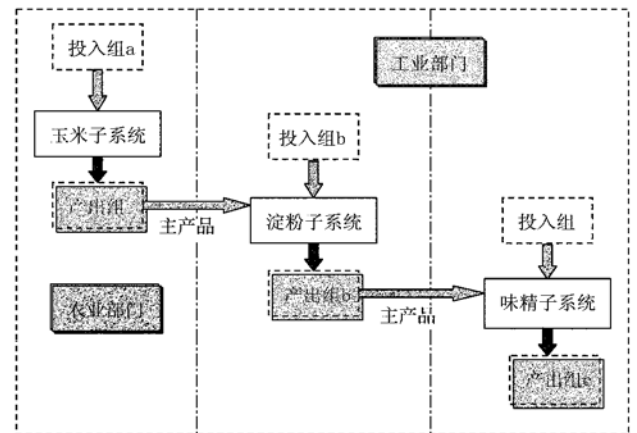 投入组a
工业部门
玉米子系统
投入组b
产出组
主产品
淀粉子系统
投入组
农业部门
产出组b
主产品
味精子系统
产出组c